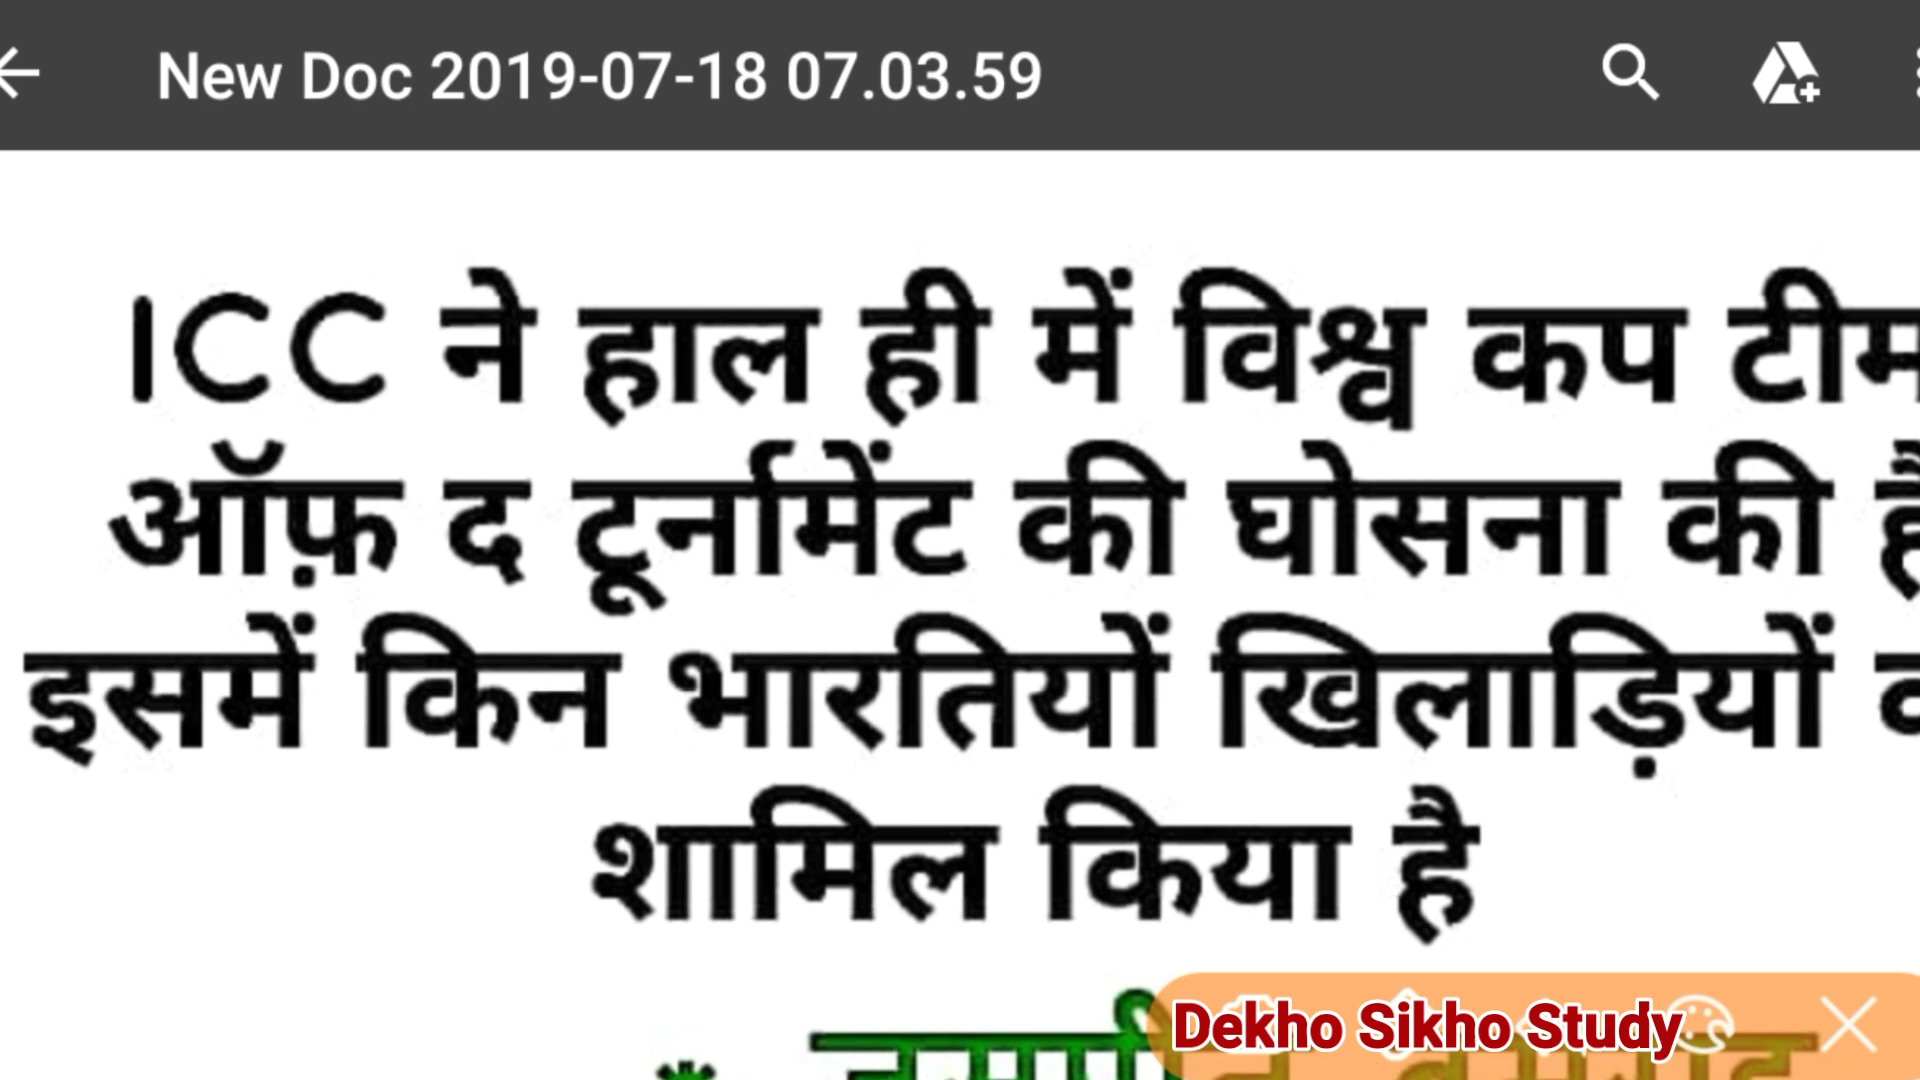 New Doc 2019-07-18 07.03.59
ICC ने हाल ही में विश्व कप टीम
ऑफ़ द टूर्नामेंट की घोसना की है
इसमें किन भारतियों खिलाड़ियों
शामिल किया है
Dekho Sikho Study